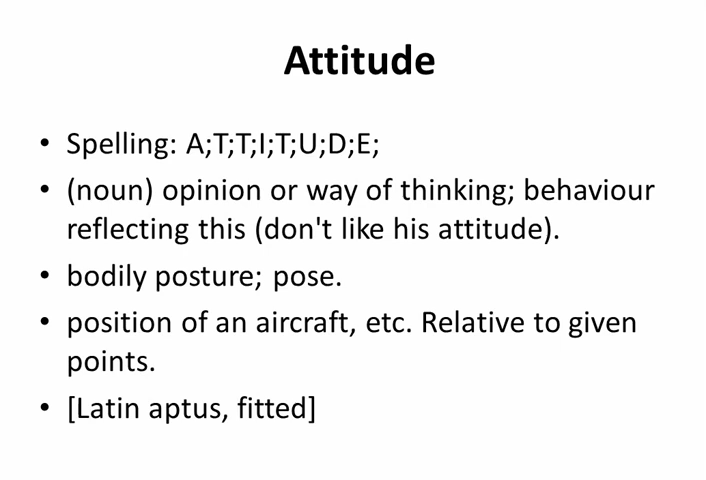 Attitude
• Spelling: A;T;T;I;T;U;D;E;
• (noun) opinion or way of thinking; behaviour
reflecting this (don't like his attitude).
• bodily posture; pose.
• position of an aircraft, etc. Relative to given
points.
• [Latin aptus, fitted]